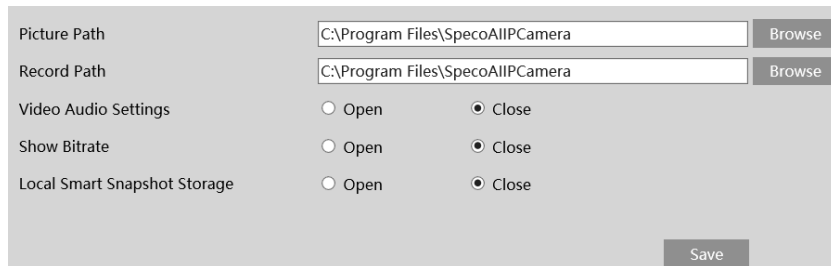 Picture Path C:\Program Files\SpecoAIIPCamera Browse
Record Path C:\Program Files\SpecoAIIPCamera Browse
Video Audio Settings Open Close
Show Bitrate Open Close
Local Smart Snapshot Storage Open Close
Save